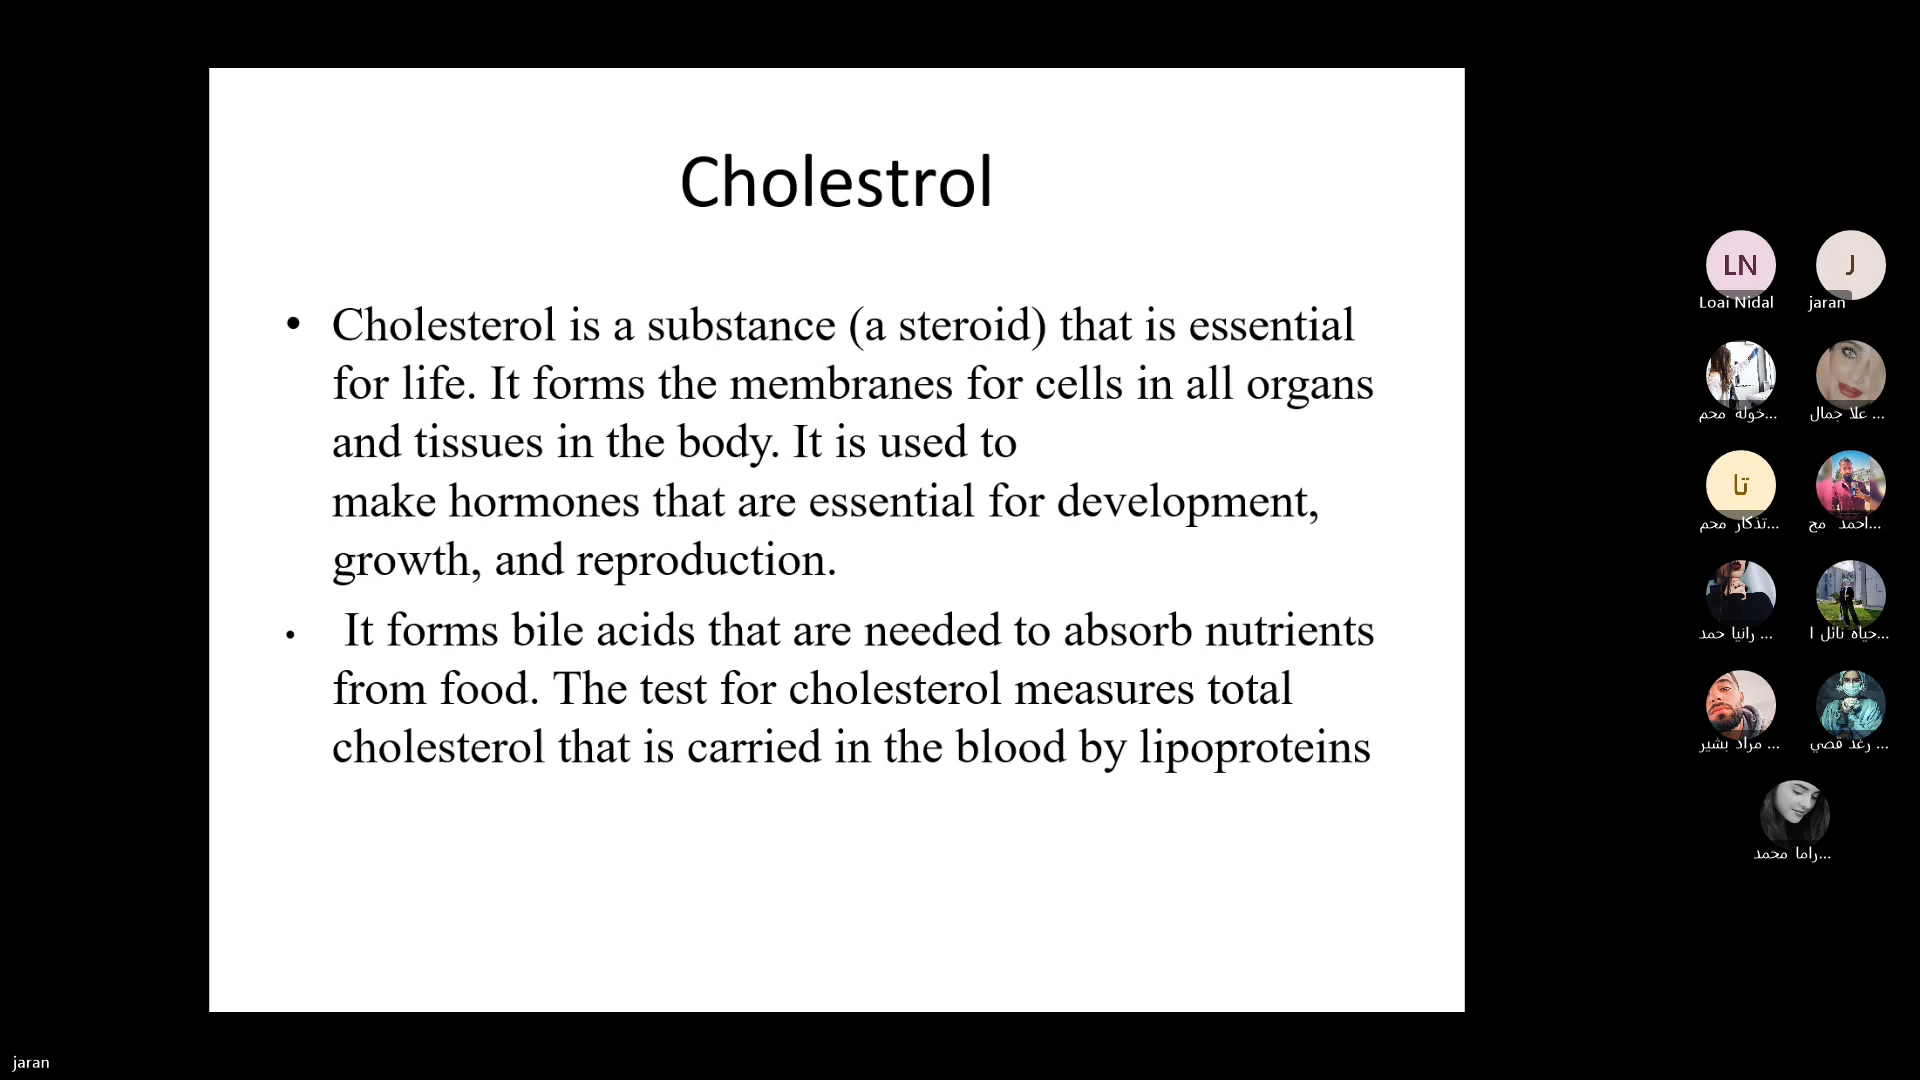 Cholestrol
• Cholesterol is a substance (a steroid) that is essential
for life. It forms the membranes for cells in all organs
and tissues in the body. It is used to
make hormones that are essential for development,
growth, and reproduction.
• It forms bile acids that are needed to absorb nutrients
from food. The test for cholesterol measures total
cholesterol that is carried in the blood by lipoproteins
LN
Loai Nidal
J
jaran
خوله محم...
علا جمال ...
تا
تذكار محم...
احمد مح...
رانيا حمد ...
حياه نائل ا...
مراد بشير ...
رغد قصي ...
راما محمد...
jaran